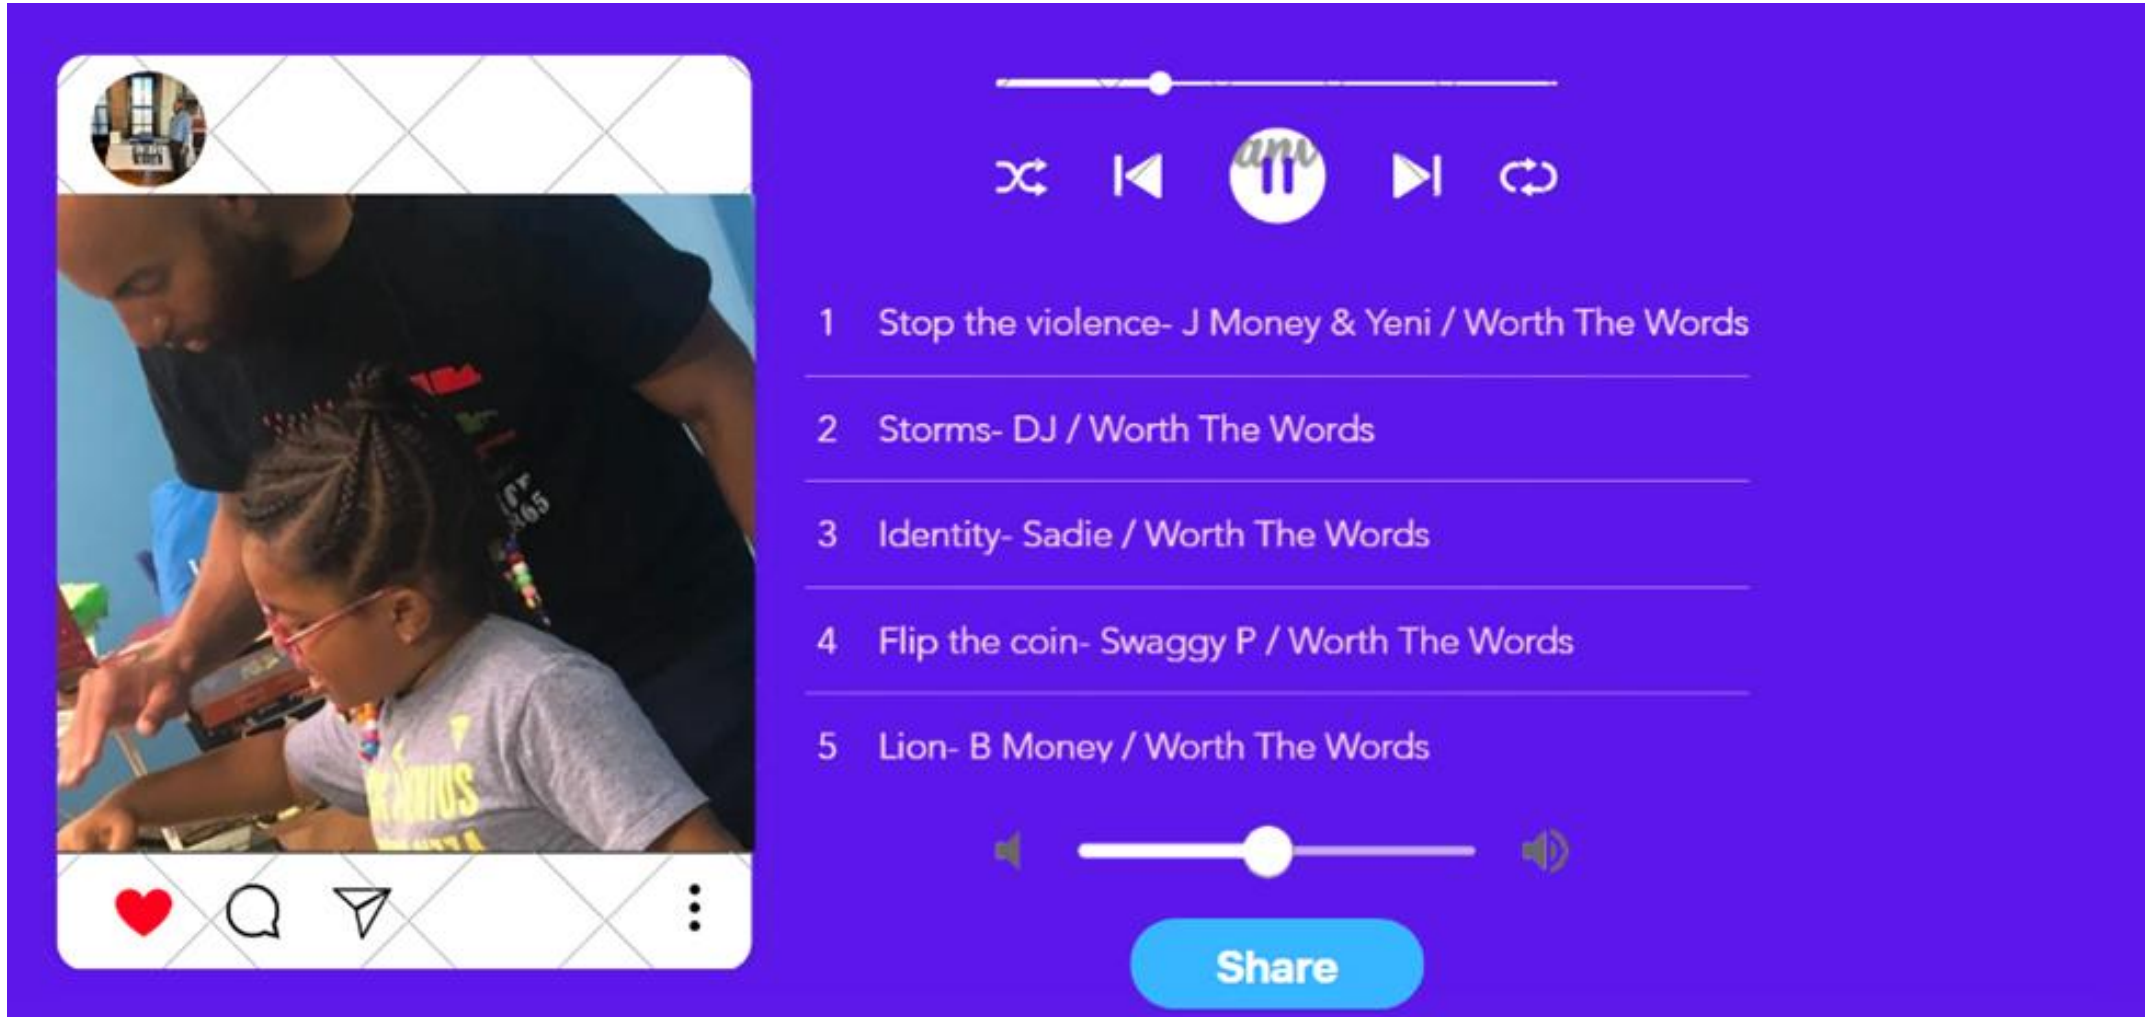 1 Stop the violence- J Money & Yeni / Worth The Words
2 Storms- DJ / Worth The Words
3 Identity- Sadie / Worth The Words
4 Flip the coin- Swaggy P / Worth The Words
5 Lion- B Money / Worth The Words
Share